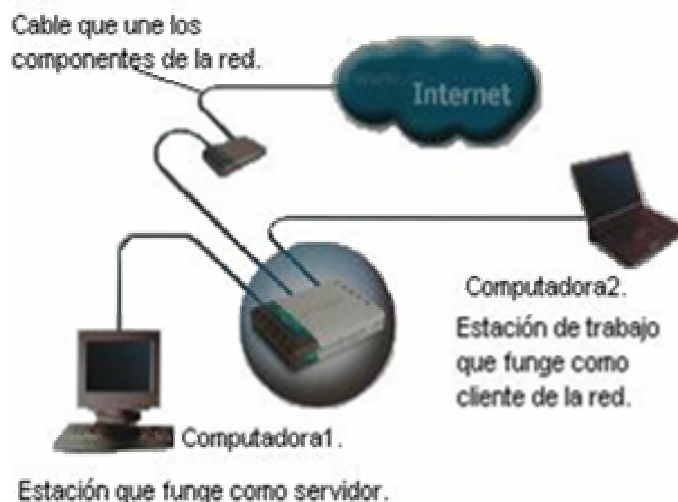 Cable que une los
componentes de la red.
www.
Internet
Computadora2.
Estación de trabajo
que funge como
cliente de la red.
Computadora1.
Estación que funge como servidor.